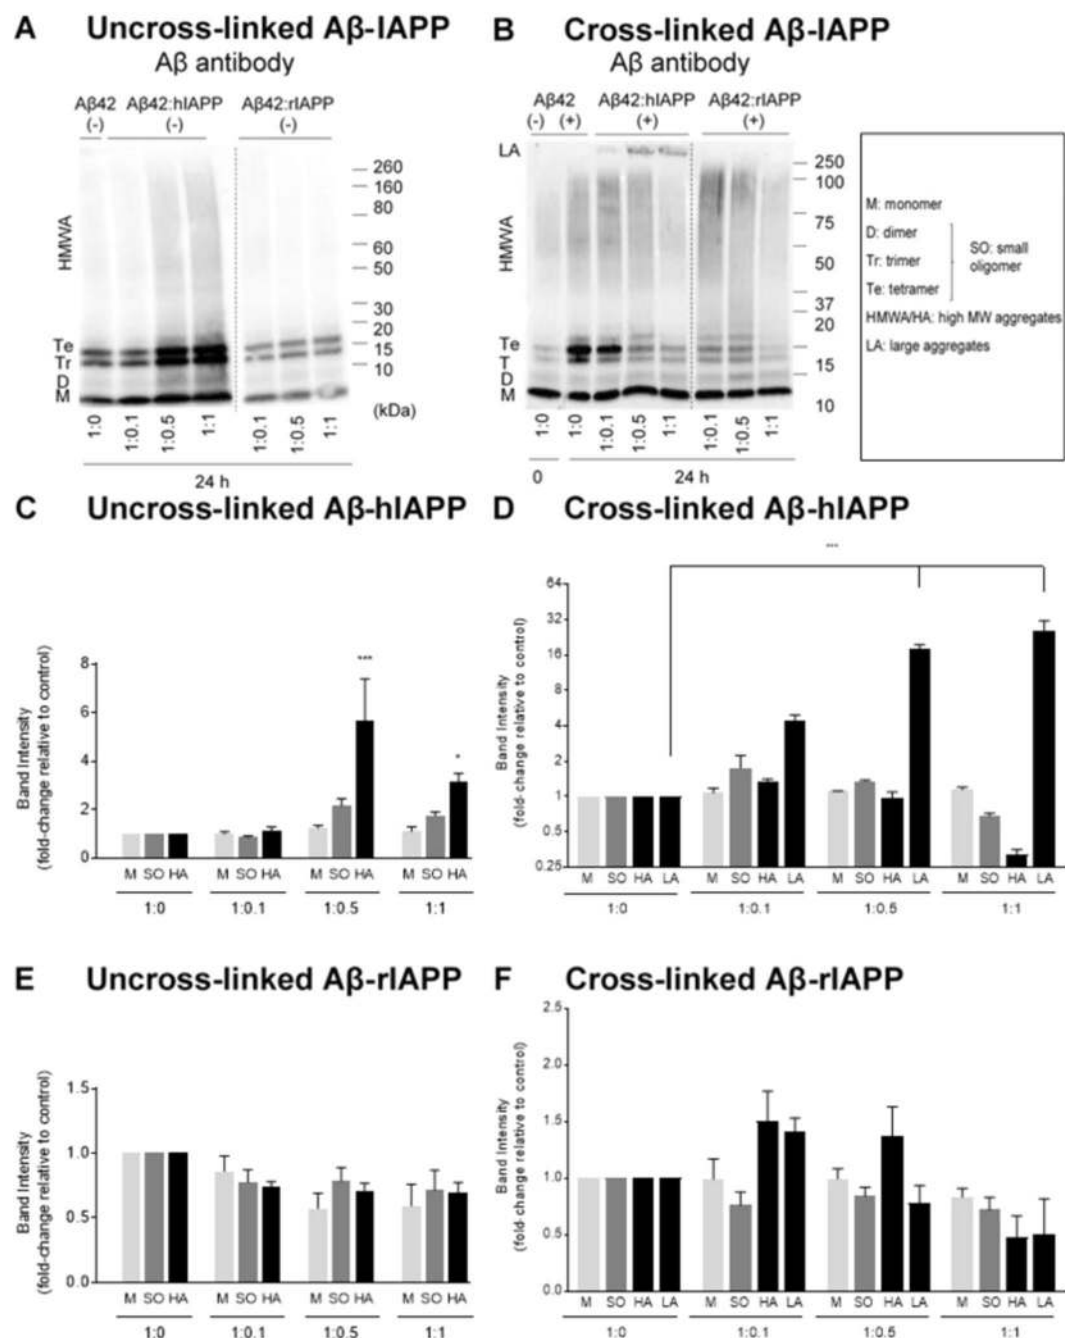 A Uncross-linked Aβ-IAPP
Aβ antibody
Aβ42 Aβ42:hIAPP Aβ42:rIAPP
(-) (-) (-)
HMWA
Te
Tr
D
M
260
160
80
60
50
30
20
15
10
(kDa)
1:0 1:0.1 1:0.5 1:1 1:0.1 1:0.5 1:1
24 h
B Cross-linked Aβ-IAPP
Aβ antibody
Aβ42 Aβ42:hIAPP Aβ42:rIAPP
(-) (+) (+) (+)
LA
HMWA
Te
T
D
M
250
100
75
50
37
20
15
10
1:0 1:0 1:0.1 1:0.5 1:1 1:0.1 1:0.5 1:1
0 24 h
M: monomer
D: dimer
Tr: trimer
Te: tetramer
SO: small
oligomer
HMWA/HA: high MW aggregates
LA: large aggregates
C Uncross-linked Aβ-hIAPP
Band Intensity
(fold-change relative to control)
8
6
4
2
0
***
*
M SO HA M SO HA M SO HA M SO HA
1:0 1:0.1 1:0.5 1:1
D Cross-linked Aβ-hIAPP
***
Band Intensity
(fold-change relative to control)
64
32
16
8
4
2
1
0.5
0.25
M SO HA LA M SO HA LA M SO HA LA M SO HA LA
1:0 1:0.1 1:0.5 1:1
E Uncross-linked Aβ-rIAPP
Band Intensity
(fold-change relative to control)
1.5
1.0
0.5
0.0
M SO HA M SO HA M SO HA M SO HA
1:0 1:0.1 1:0.5 1:1
F Cross-linked Aβ-rIAPP
Band Intensity
(fold-change relative to control)
2.5
2.0
1.5
1.0
0.5
0.0
M SO HA LA M SO HA LA M SO HA LA M SO HA LA
1:0 1:0.1 1:0.5 1:1